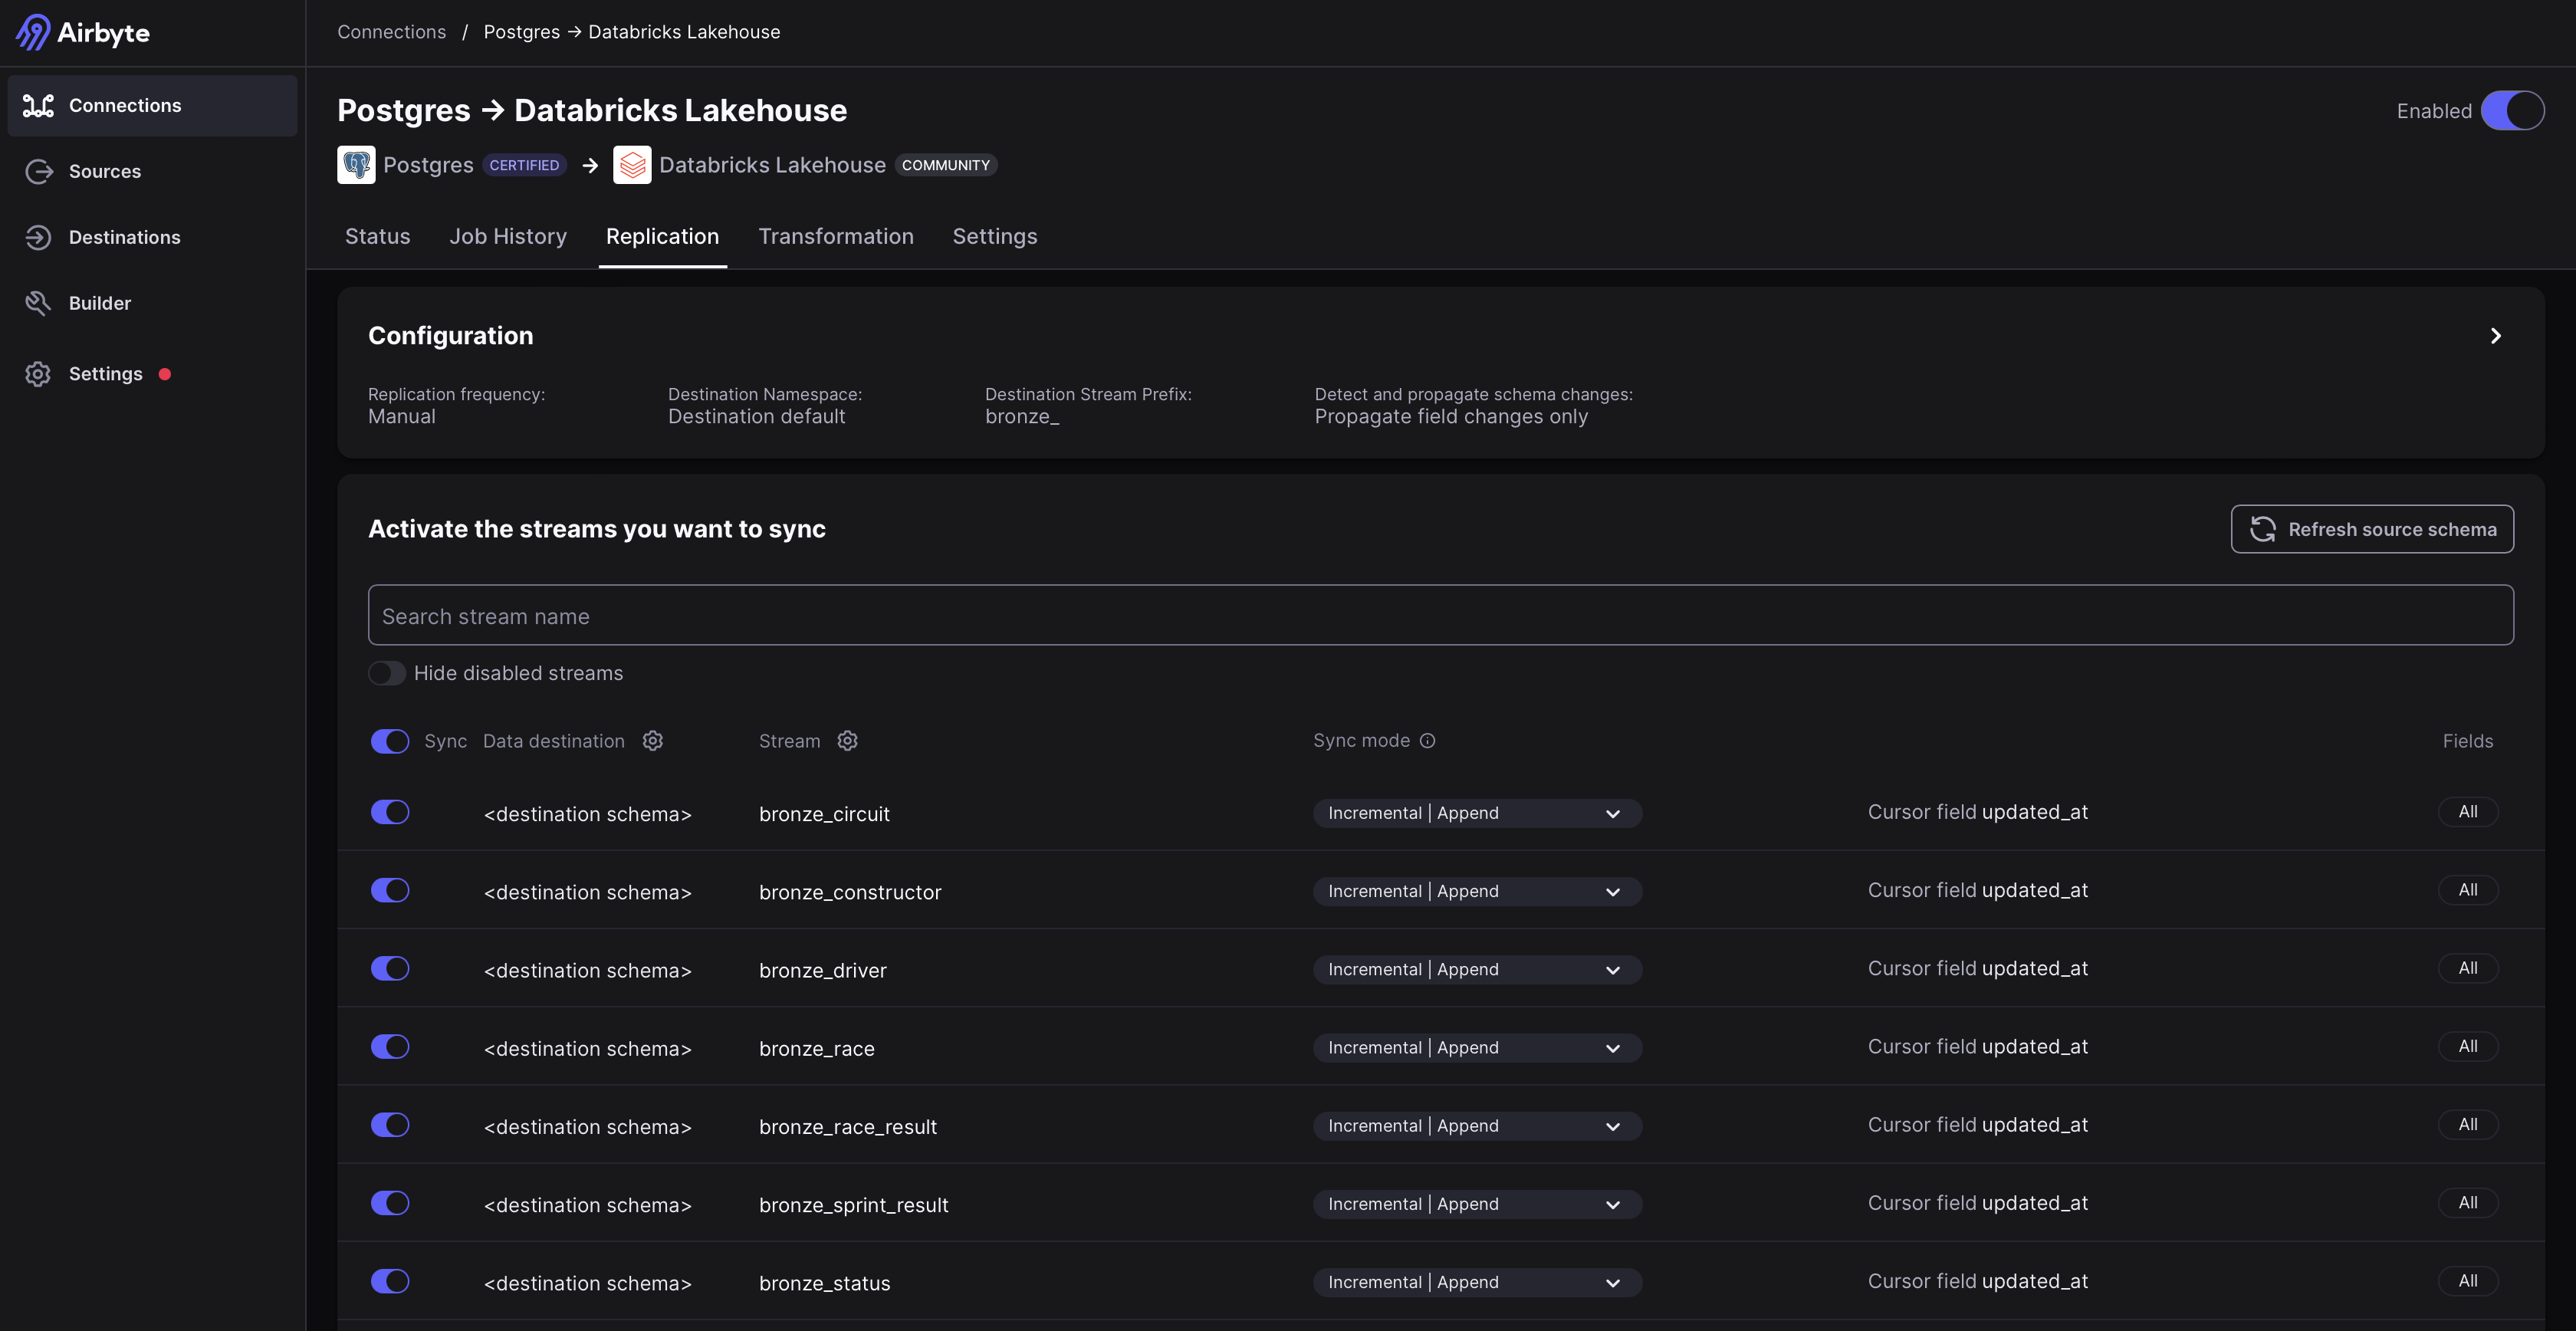 Airbyte
Connections / Postgres → Databricks Lakehouse
Connections
Sources
Destinations
Builder
Settings
Postgres → Databricks Lakehouse
Enabled
Postgres CERTIFIED → Databricks Lakehouse COMMUNITY
Status Job History Replication Transformation Settings
Configuration
Replication frequency: Destination Namespace: Destination Stream Prefix: Detect and propagate schema changes:
Manual Destination default bronze_ Propagate field changes only
Activate the streams you want to sync
Refresh source schema
Search stream name
Hide disabled streams
Sync Data destination Stream Sync mode Fields
<destination schema> bronze_circuit Incremental | Append Cursor field updated_at All
<destination schema> bronze_constructor Incremental | Append Cursor field updated_at All
<destination schema> bronze_driver Incremental | Append Cursor field updated_at All
<destination schema> bronze_race Incremental | Append Cursor field updated_at All
<destination schema> bronze_race_result Incremental | Append Cursor field updated_at All
<destination schema> bronze_sprint_result Incremental | Append Cursor field updated_at All
<destination schema> bronze_status Incremental | Append Cursor field updated_at All